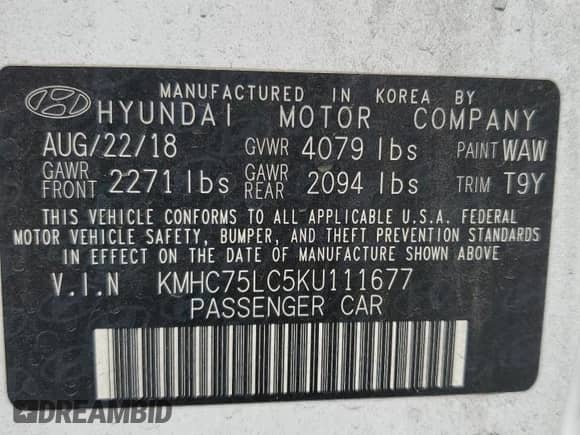 MANUFACTURED IN KOREA BY
HYUNDAI MOTOR COMPANY
AUG/22/18 GVWR 4079 lbs PAINT WAW
GAWR FRONT 2271 lbs GAWR REAR 2094 lbs TRIM T9Y
THIS VEHICLE CONFORMS TO ALL APPLICABLE U.S.A. FEDERAL
MOTOR VEHICLE SAFETY, BUMPER, AND THEFT PREVENTION STANDARDS
IN EFFECT ON THE DATE OF MANUFACTURE SHOWN ABOVE
V.I.N KMHC75LC5KU111677
PASSENGER CAR
DREAMBID